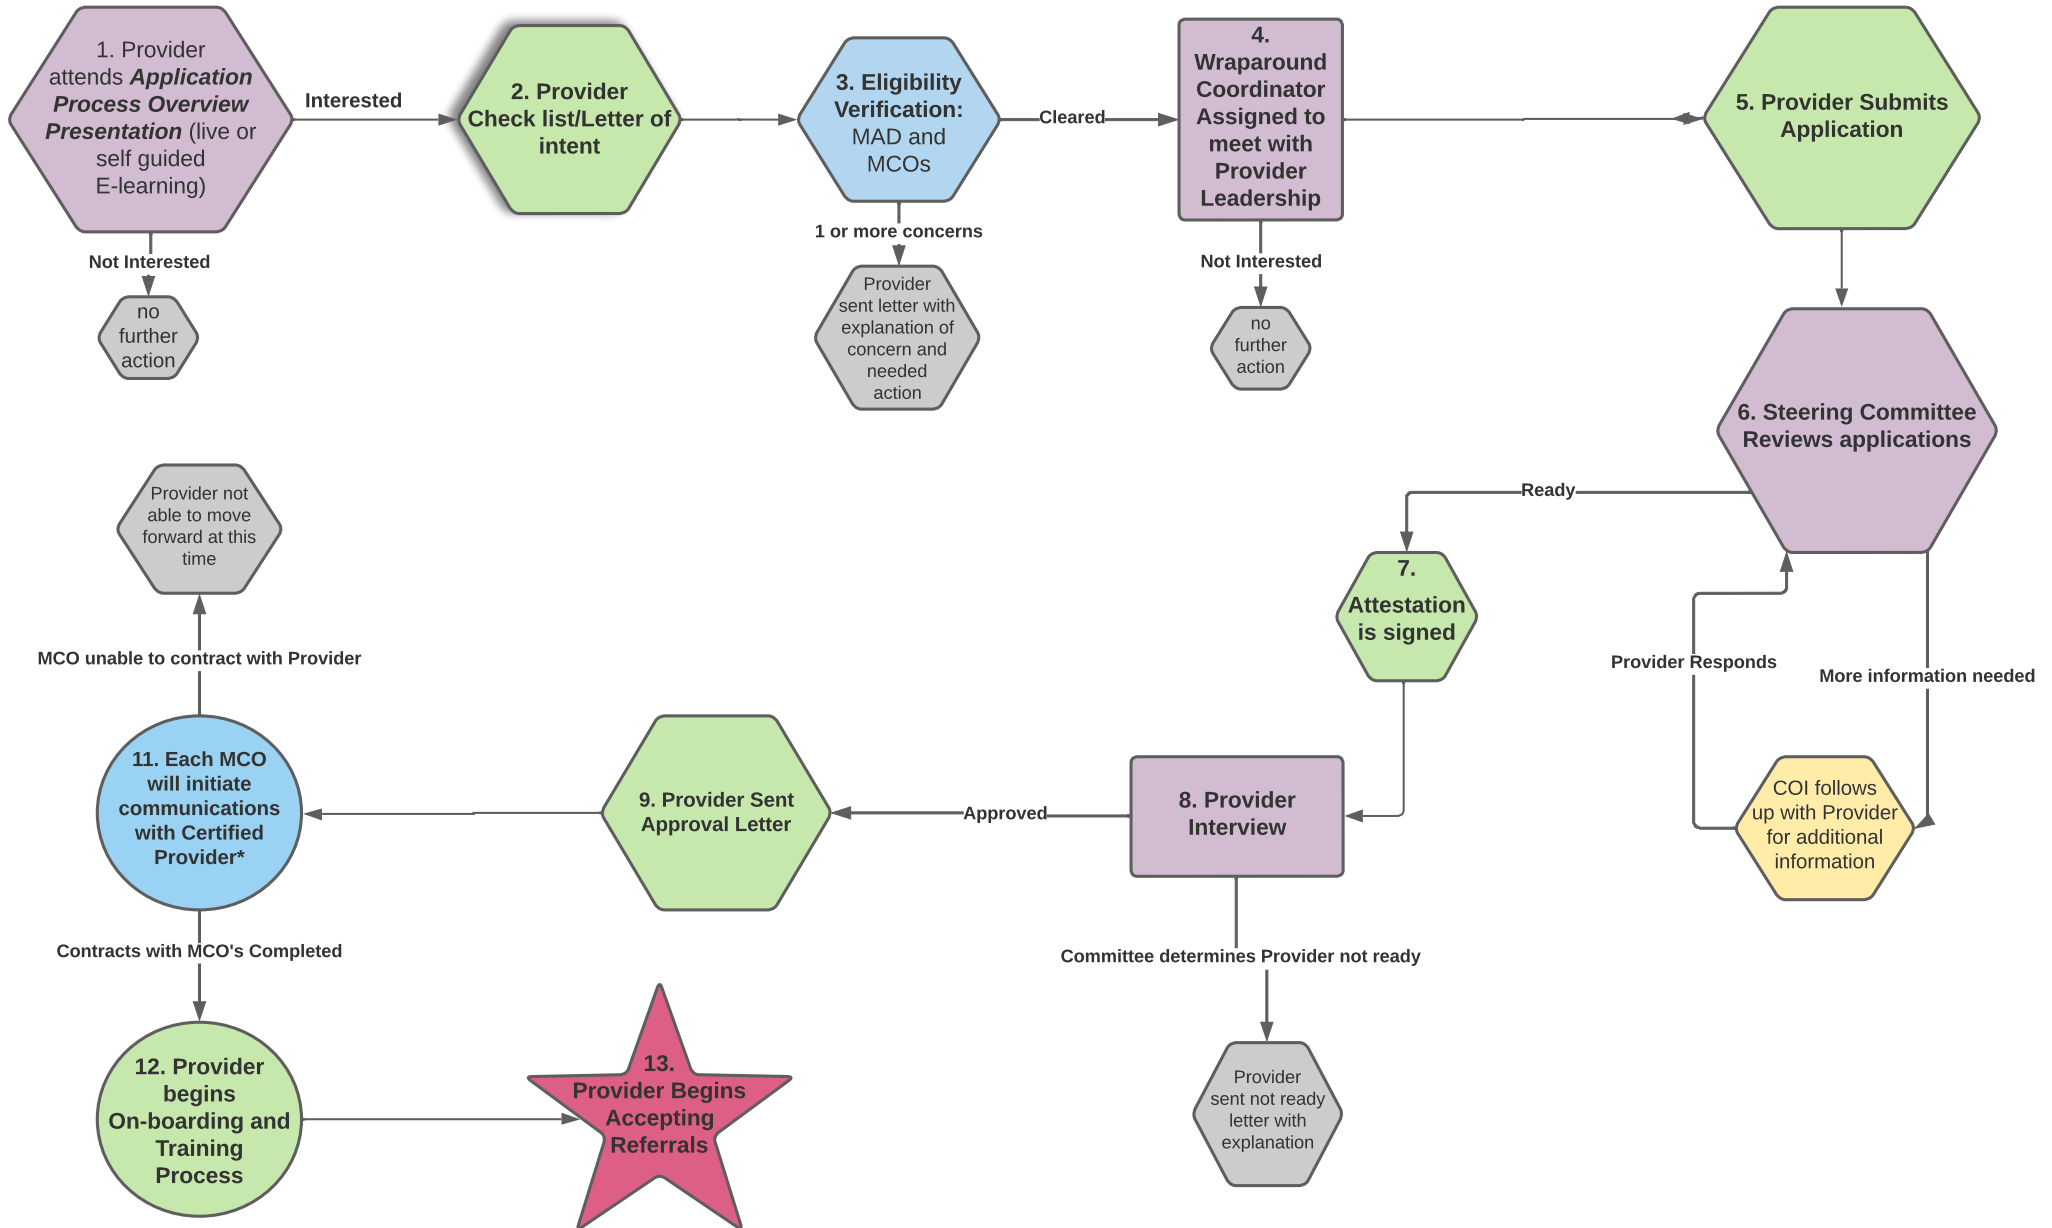 1. Provider
attends Application
Process Overview
Presentation (live or
self guided
E-learning)
Interested
Not Interested
no
further
action
2. Provider
Check list/Letter of
intent
3. Eligibility
Verification:
MAD and
MCOs
Cleared
1 or more concerns
Provider
sent letter with
explanation of
concern and
needed
action
4.
Wraparound
Coordinator
Assigned to
meet with
Provider
Leadership
Not Interested
no
further
action
5. Provider Submits
Application
6. Steering Committee
Reviews applications
Ready
More information needed
COI follows
up with Provider
for additional
information
Provider Responds
7.
Attestation
is signed
8. Provider
Interview
Approved
Committee determines Provider not ready
Provider
sent not ready
letter with
explanation
9. Provider Sent
Approval Letter
11. Each MCO
will initiate
communications
with Certified
Provider*
MCO unable to contract with Provider
Provider not
able to move
forward at this
time
Contracts with MCO's Completed
12. Provider
begins
On-boarding and
Training
Process
13.
Provider Begins
Accepting
Referrals